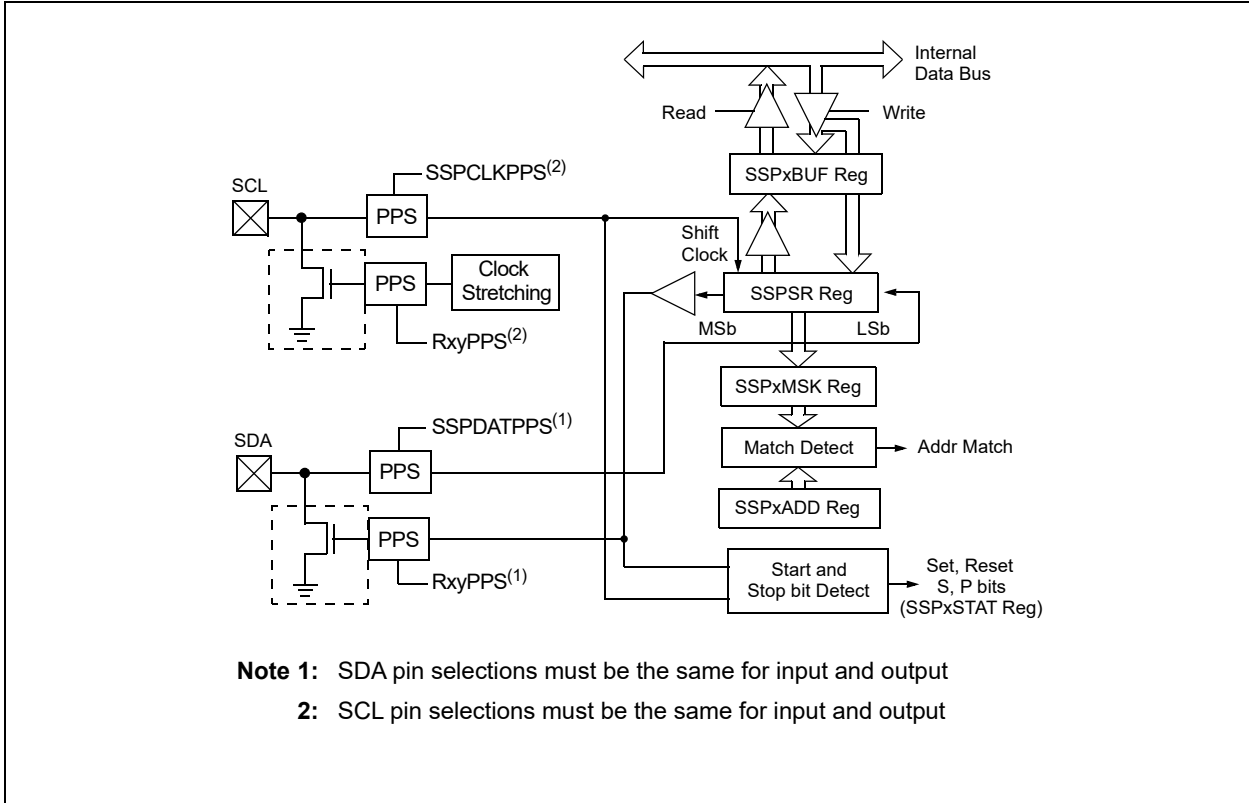 Internal
Data Bus
Read
Write
SSPxBUF Reg
SSPCLKPPS(2)
SCL
PPS
Shift
Clock
PPS
Clock
Stretching
SSPSR Reg
MSb
LSb
RxyPPS(2)
SSPxMSK Reg
SSPDATPPS(1)
SDA
PPS
Match Detect
Addr Match
SSPxADD Reg
PPS
RxyPPS(1)
Start and
Stop bit Detect
Set, Reset
S, P bits
(SSPxSTAT Reg)
Note 1: SDA pin selections must be the same for input and output
2: SCL pin selections must be the same for input and output